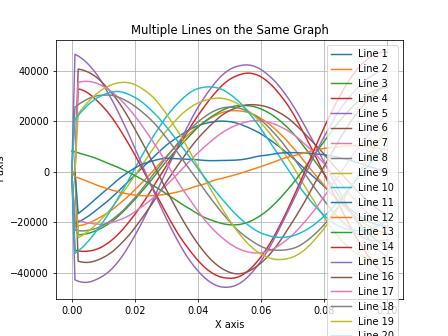 Multiple Lines on the Same Graph
40000
20000
0
−20000
−40000
0.00
0.02
0.04
0.06
X axis
Line 1
Line 2
Line 3
Line 4
Line 5
Line 6
Line 7
Line 8
Line 9
Line 10
Line 11
Line 12
Line 13
Line 14
Line 15
Line 16
Line 17
Line 18
Line 19
Line 20